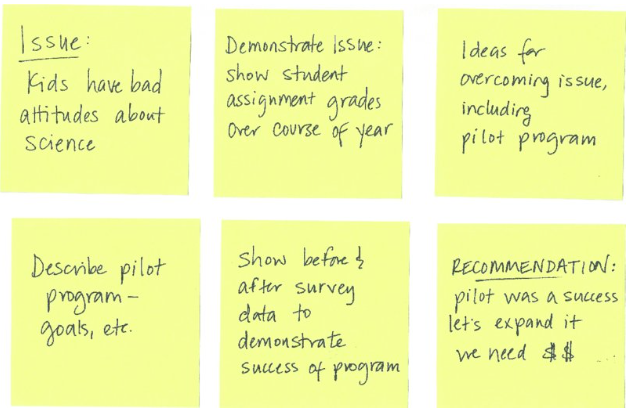 Issue:
Kids have bad
attitudes about
science
Demonstrate Issue:
show student
assignment grades
over course of year
Ideas for
overcoming issue,
including
pilot program
Describe pilot
program –
goals, etc.
Show before &
after survey
data to
demonstrate
success of program
RECOMMENDATION:
pilot was a success
let's expand it
we need $$ ...